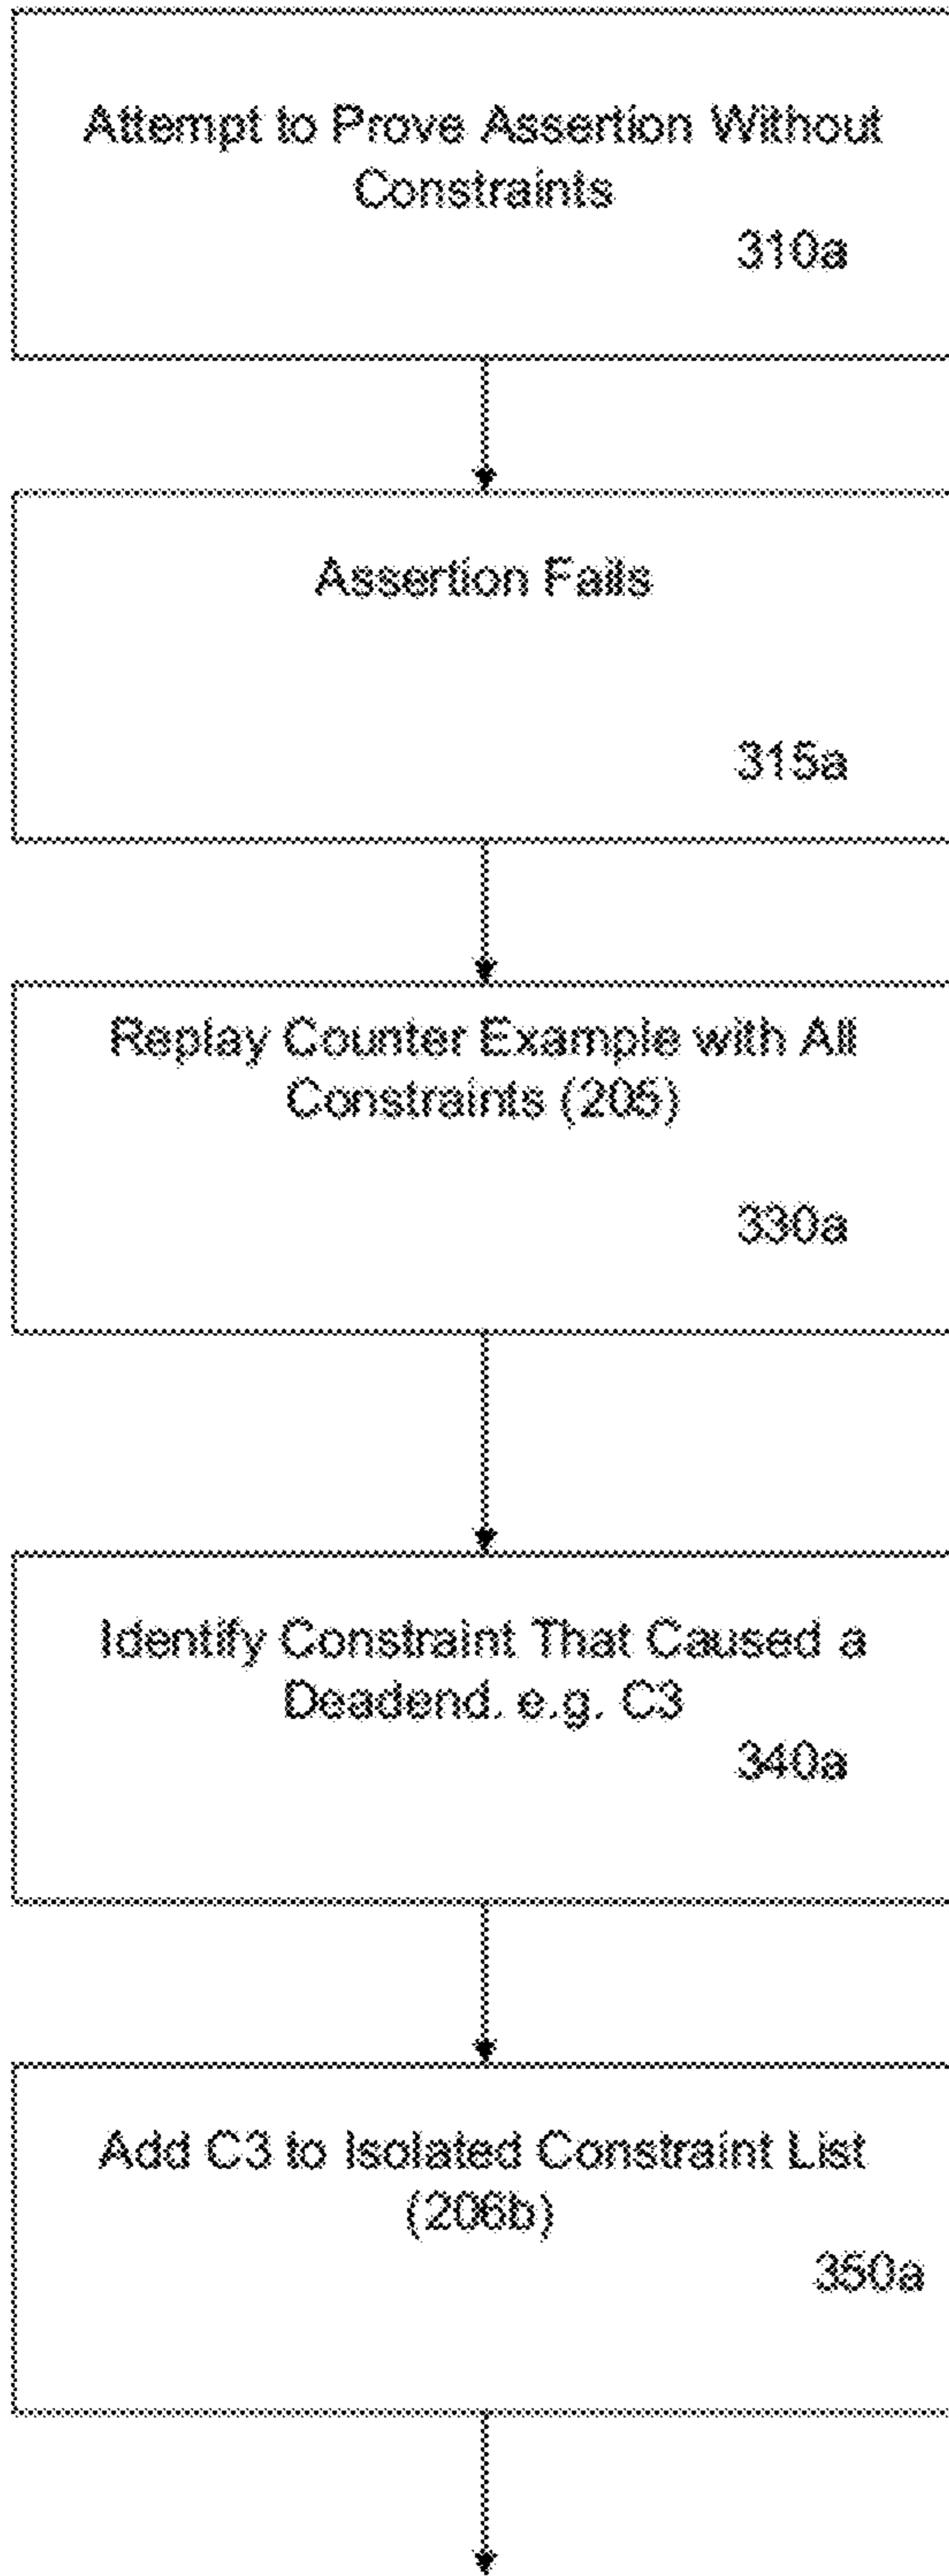 Attempt to Prove Assertion Without
Constraints
310a
Assertion Fails
315a
Replay Counter Example with All
Constraints (205)
330a
Identify Constraint That Caused a
Deadend. e.g. C3
340a
Add C3 to Isolated Constraint List
(206b)
350a